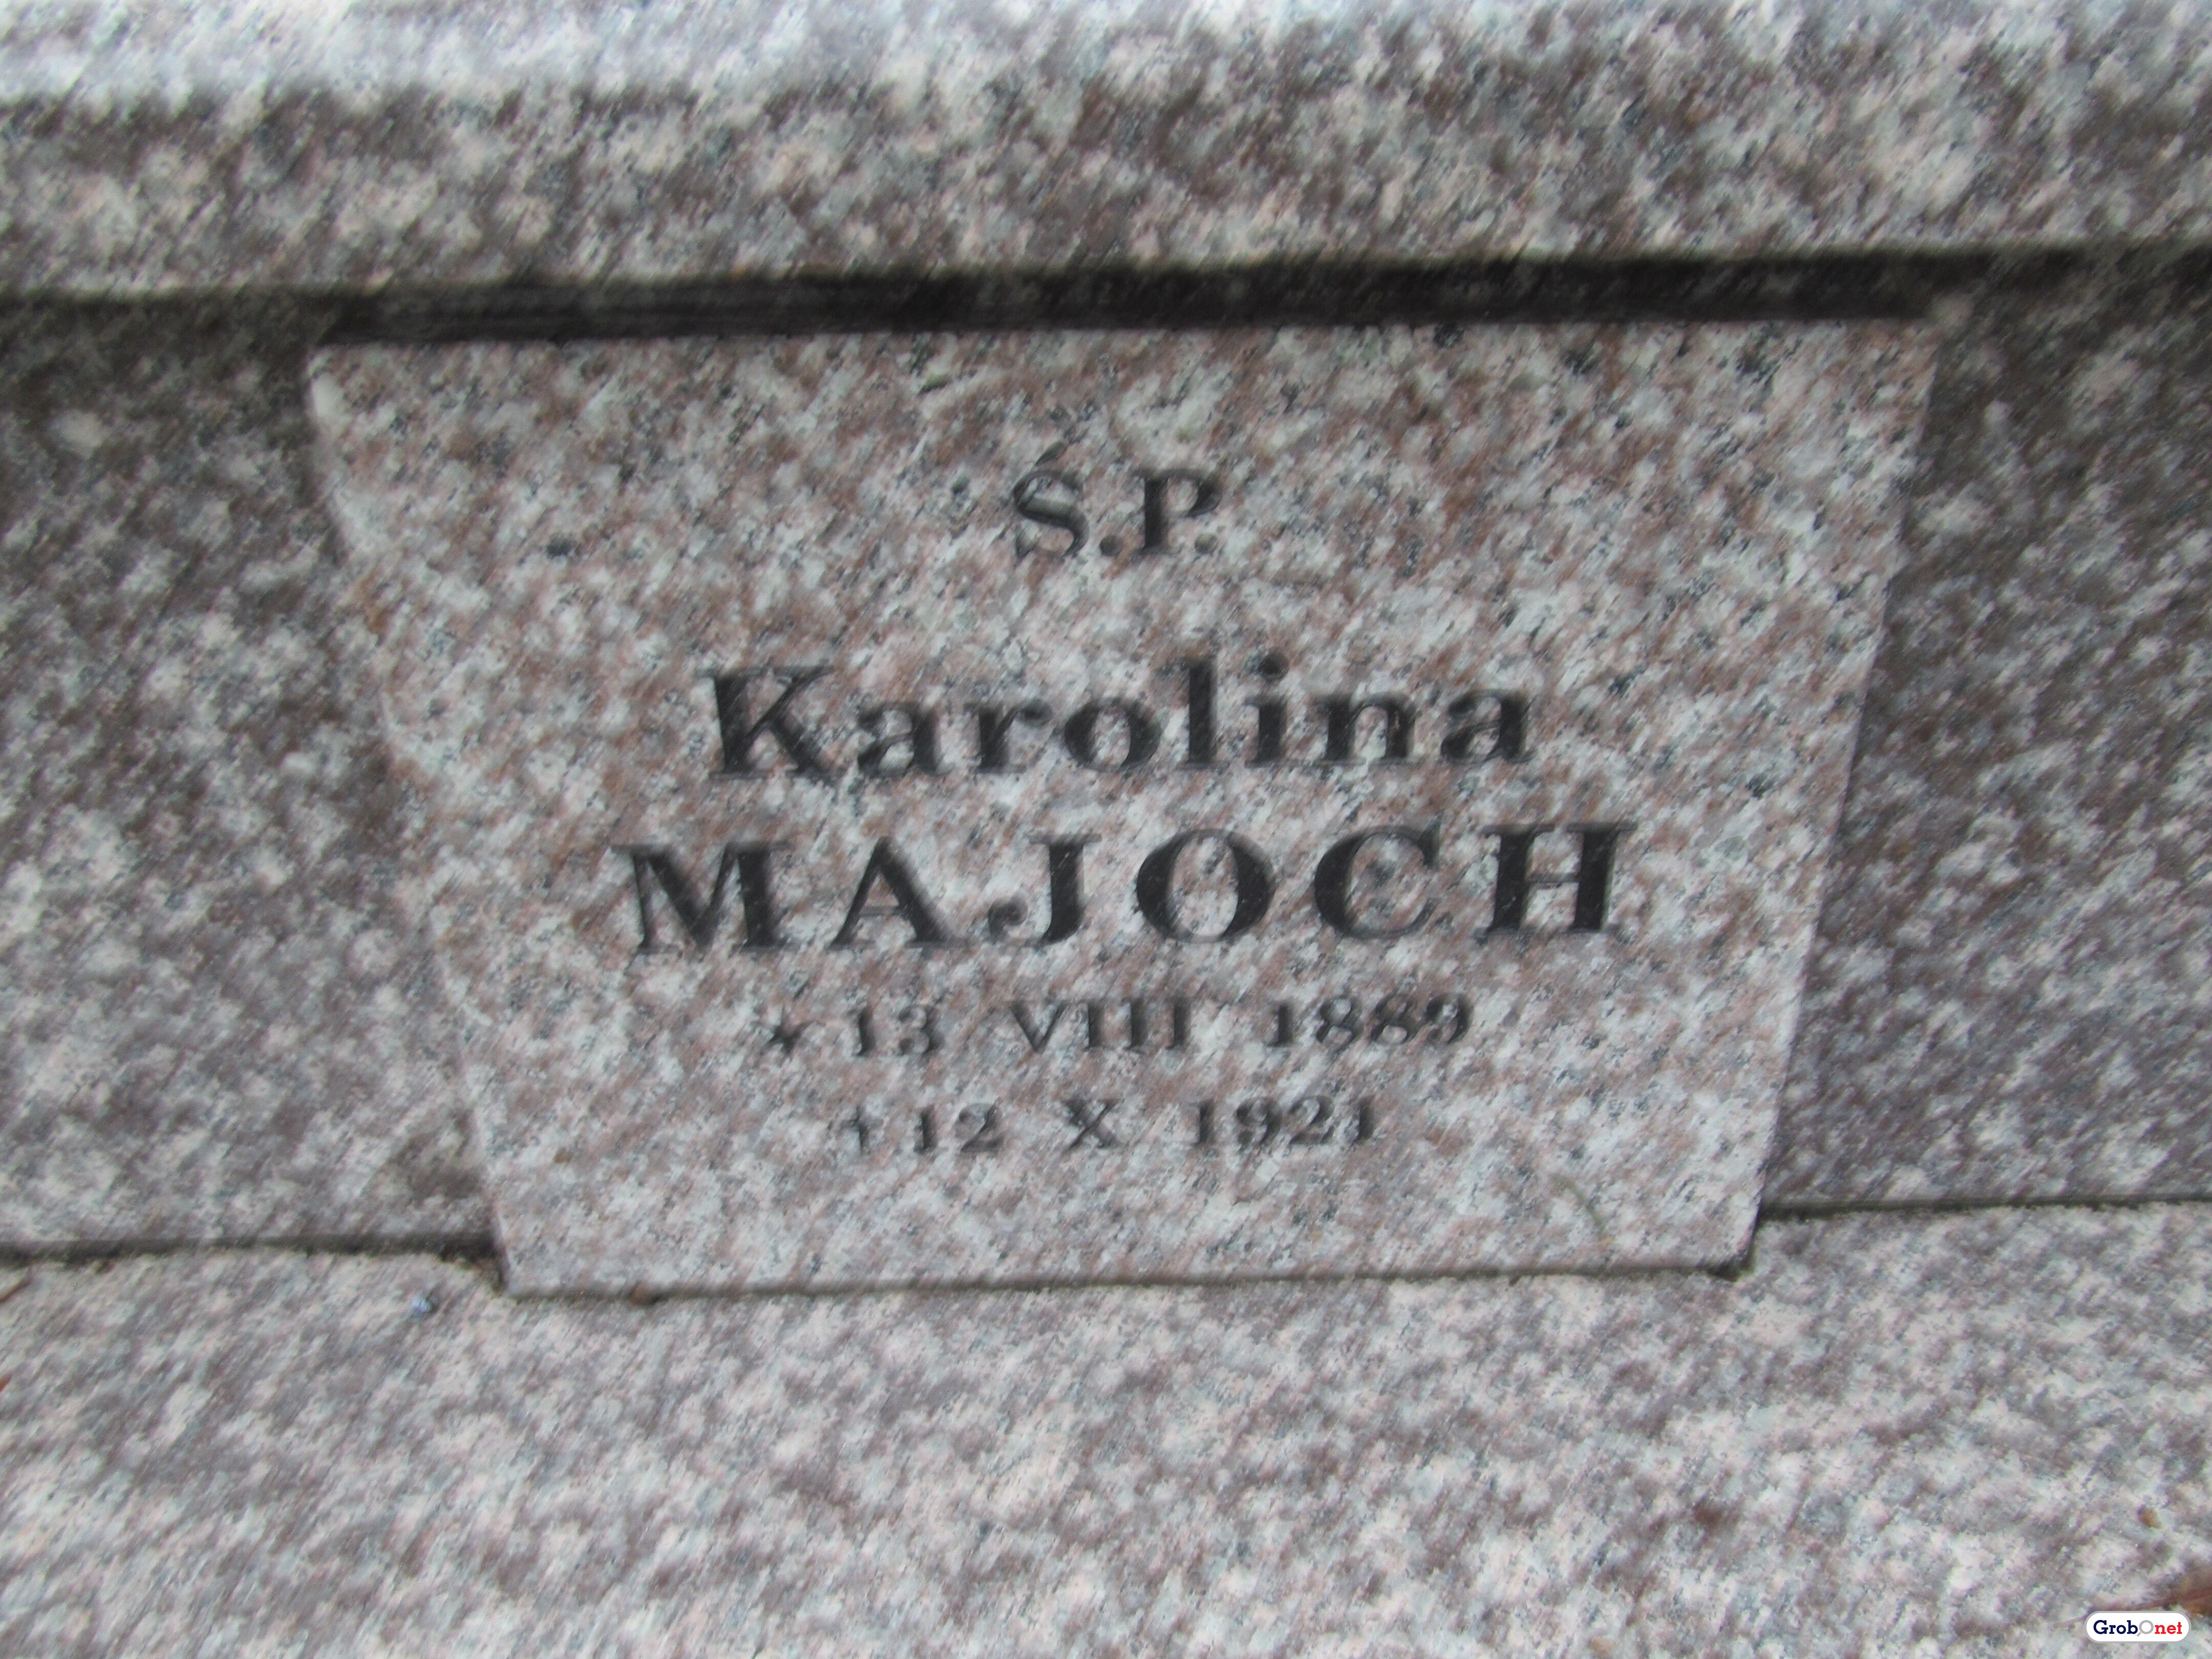 Ś.P.
Karolina
MAJOCH
★ 13 VIII 1889
† 12 X 1921
GrobOnet